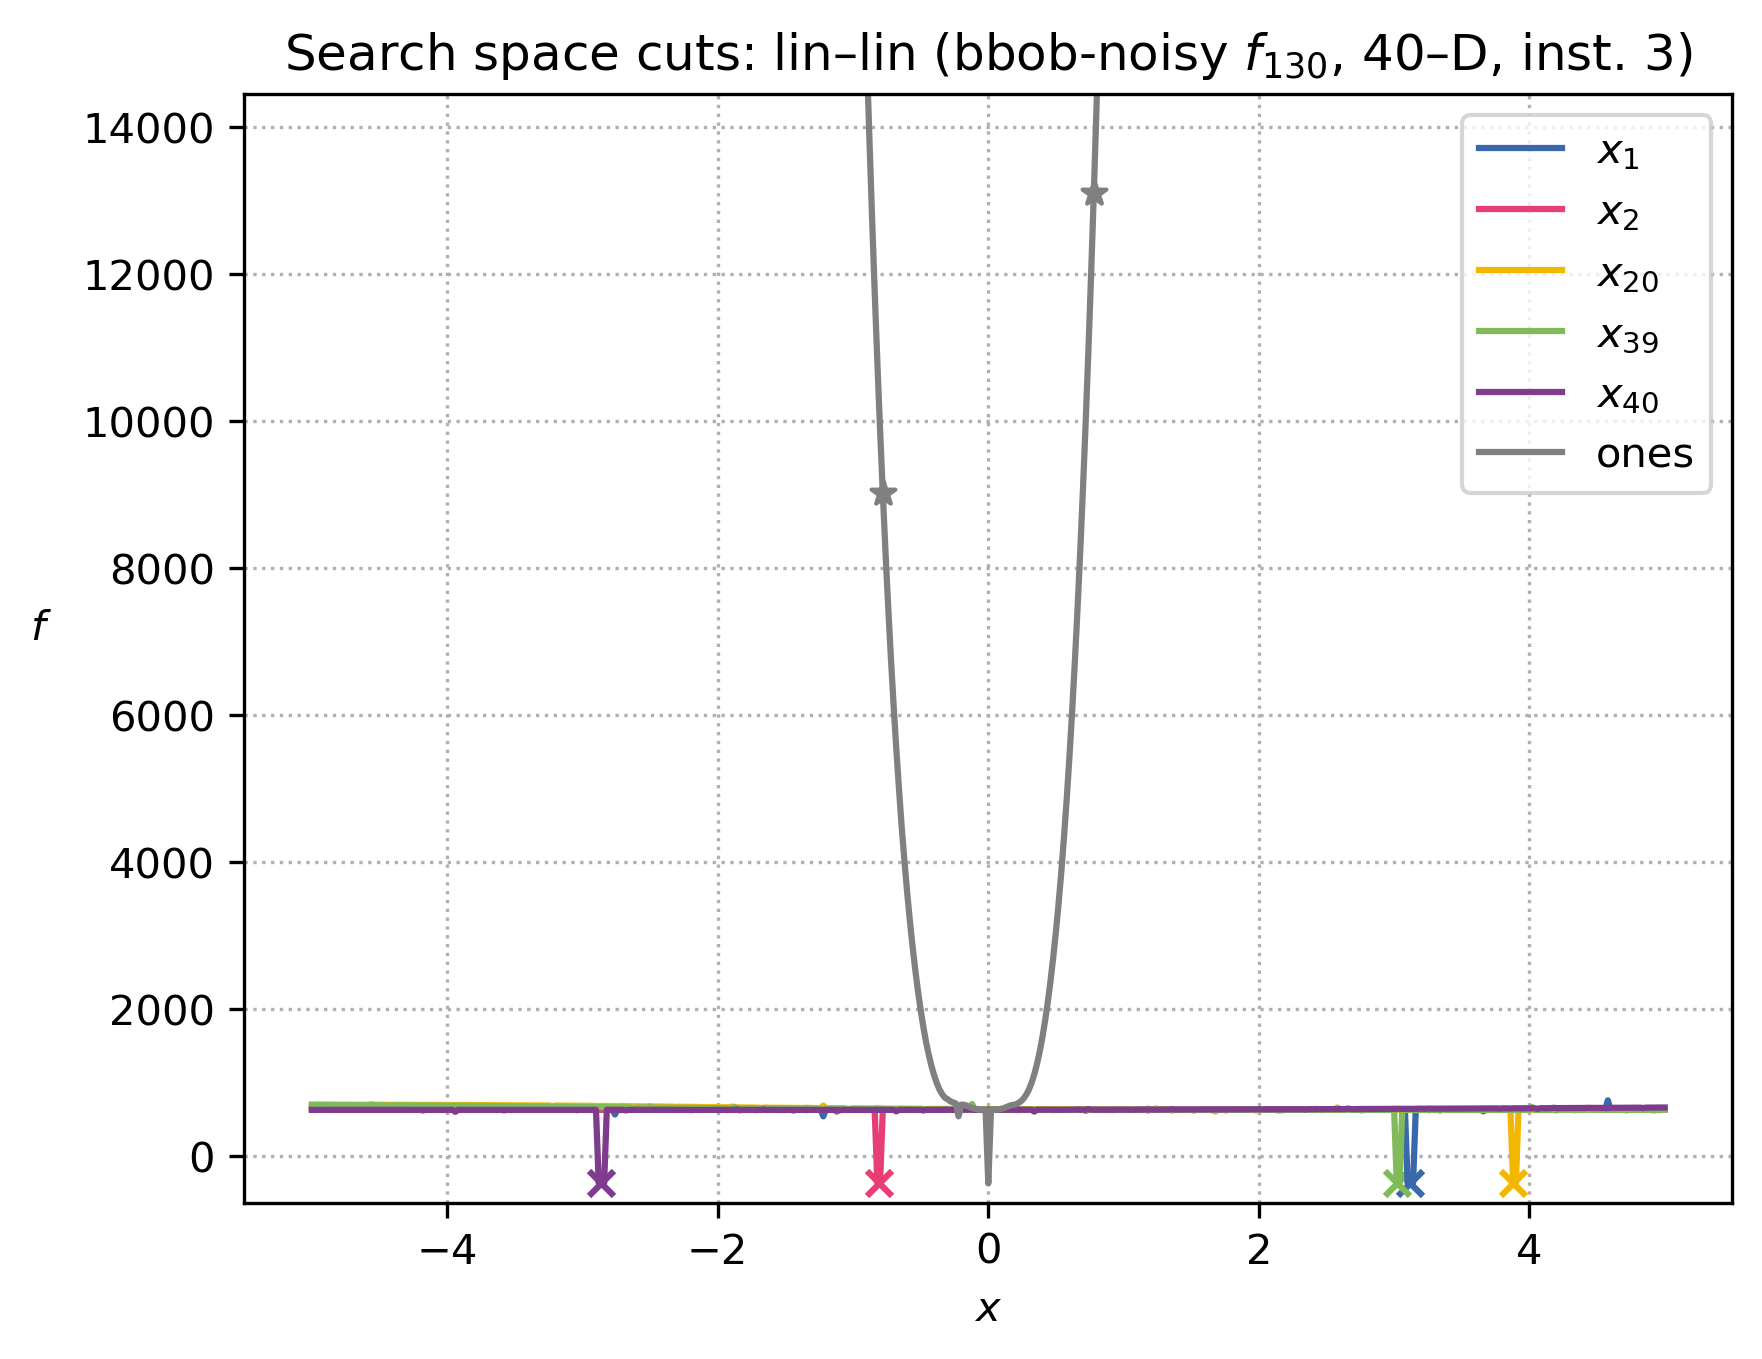 Search space cuts: lin–lin (bbob-noisy f130, 40–D, inst. 3)
14000
12000
10000
8000
6000
4000
2000
0
f
−4
−2
0
2
4
x
x1
x2
x20
x39
x40
ones